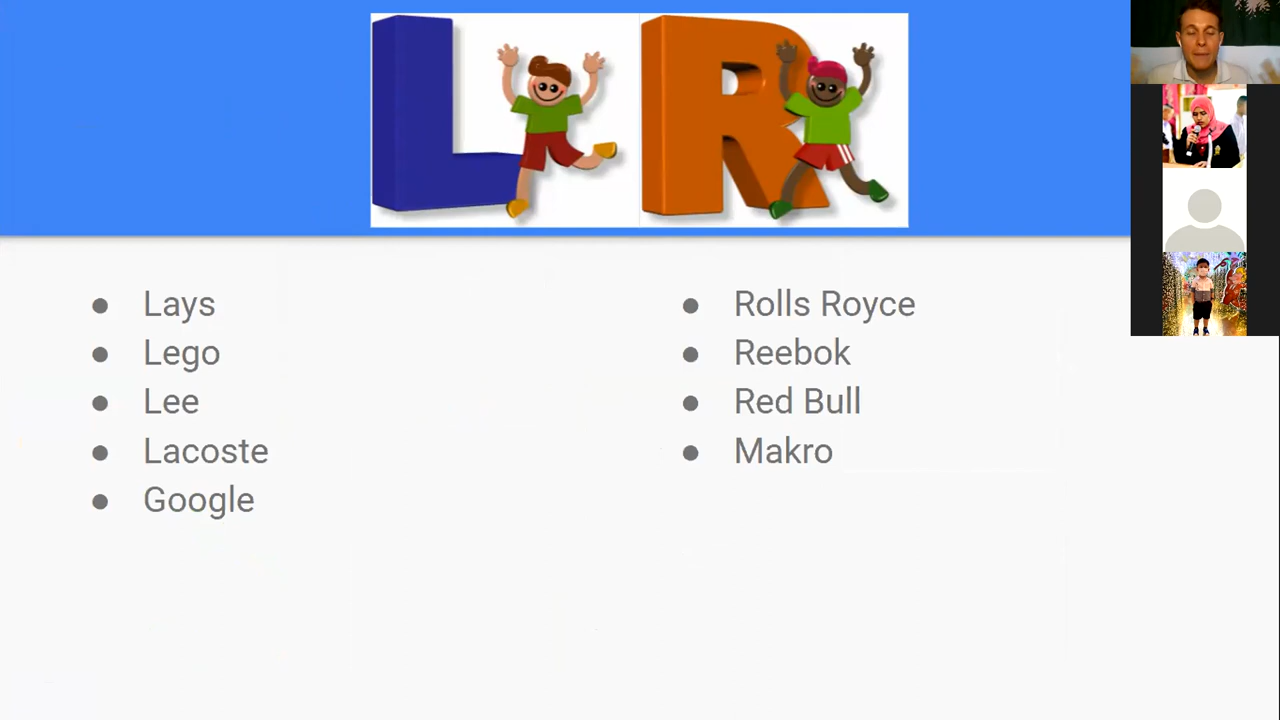 L R
Lays
Lego
Lee
Lacoste
Google
Rolls Royce
Reebok
Red Bull
Makro